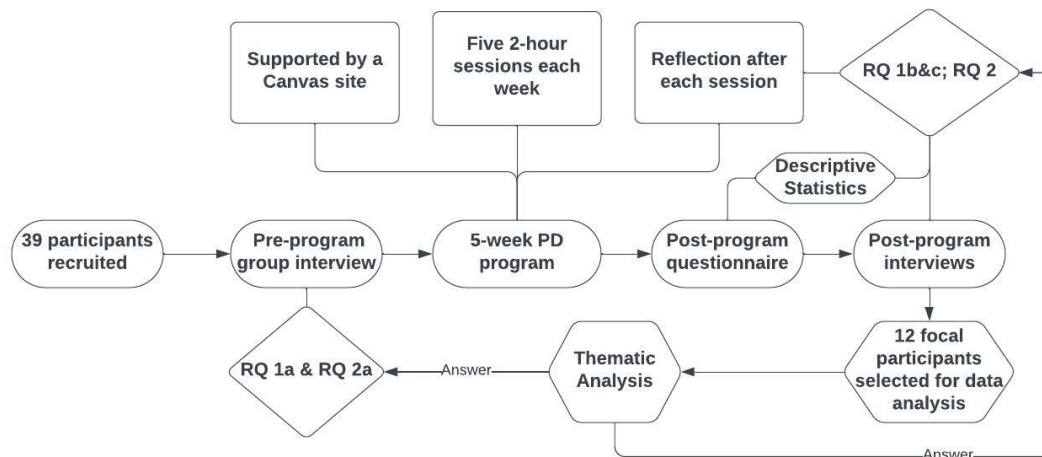 Supported by a
Canvas site
Five 2-hour
sessions each
week
Reflection after
each session
RQ 1b&c; RQ 2
Descriptive
Statistics
39 participants
recruited
Pre-program
group interview
5-week PD
program
Post-program
questionnaire
Post-program
interviews
RQ 1a & RQ 2a
Answer
Thematic
Analysis
12 focal
participants
selected for data
analysis
Answer